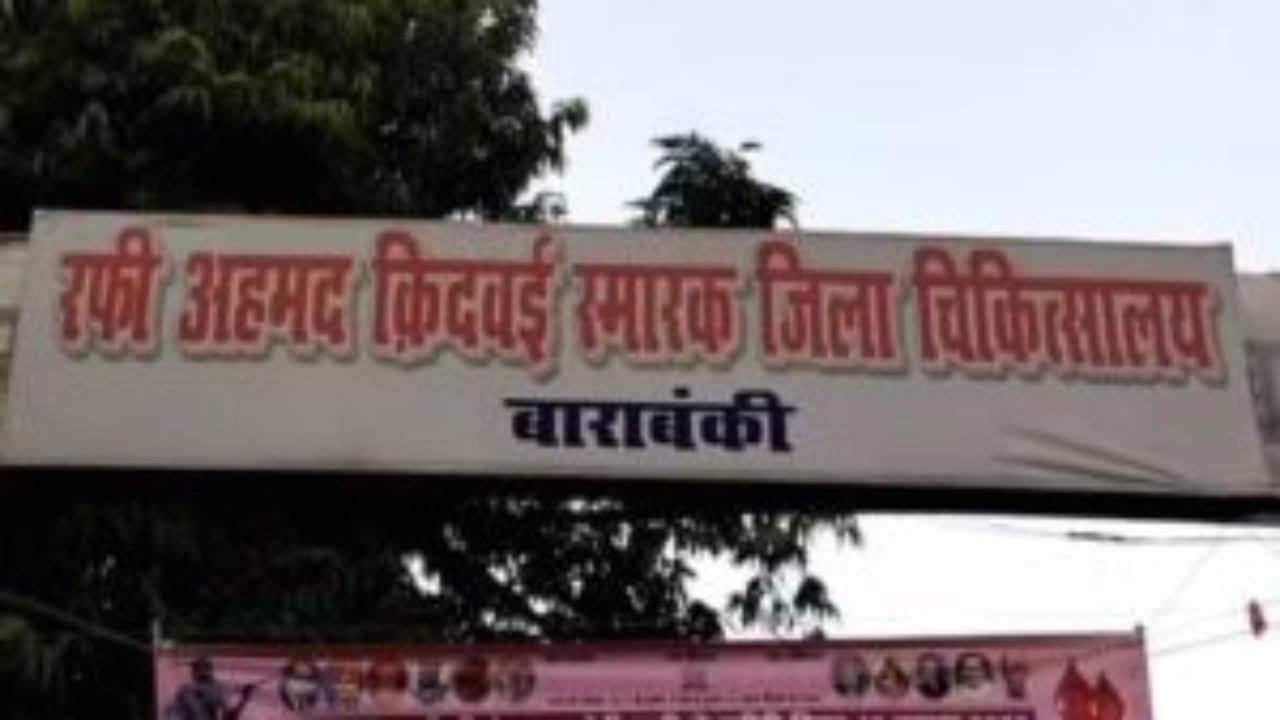 रफी अहमद क़िदवई स्मारक जिला चिकित्सालय
बाराबंकी